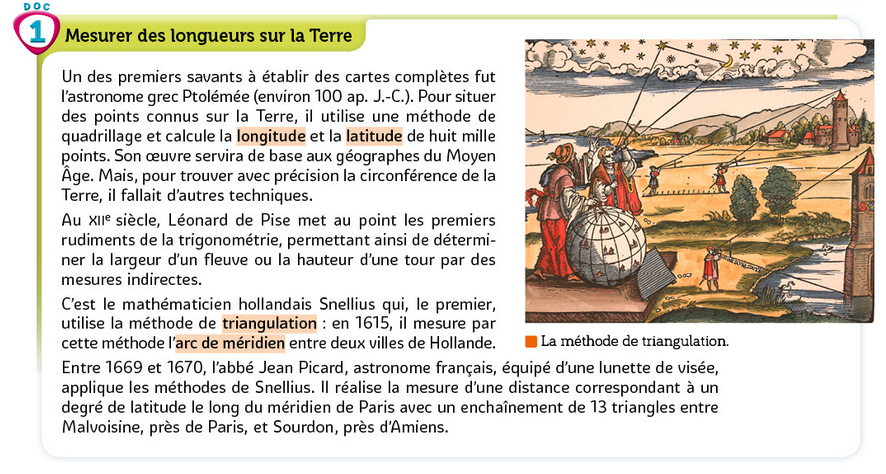 DOC
1
Mesurer des longueurs sur la Terre
Un des premiers savants à établir des cartes complètes fut
l'astronome grec Ptolémée (environ 100 ap. J.-C.). Pour situer
des points connus sur la Terre, il utilise une méthode de
quadrillage et calcule la longitude et la latitude de huit mille
points. Son œuvre servira de base aux géographes du Moyen
Âge. Mais, pour trouver avec précision la circonférence de la
Terre, il fallait d'autres techniques.
Au XIIe siècle, Léonard de Pise met au point les premiers
rudiments de la trigonométrie, permettant ainsi de détermi-
ner la largeur d'un fleuve ou la hauteur d'une tour par des
mesures indirectes.
C'est le mathématicien hollandais Snellius qui, le premier,
utilise la méthode de triangulation : en 1615, il mesure par
cette méthode l'arc de méridien entre deux villes de Hollande.
La méthode de triangulation.
Entre 1669 et 1670, l'abbé Jean Picard, astronome français, équipé d'une lunette de visée,
applique les méthodes de Snellius. Il réalise la mesure d'une distance correspondant à un
degré de latitude le long du méridien de Paris avec un enchaînement de 13 triangles entre
Malvoisine, près de Paris, et Sourdon, près d'Amiens.